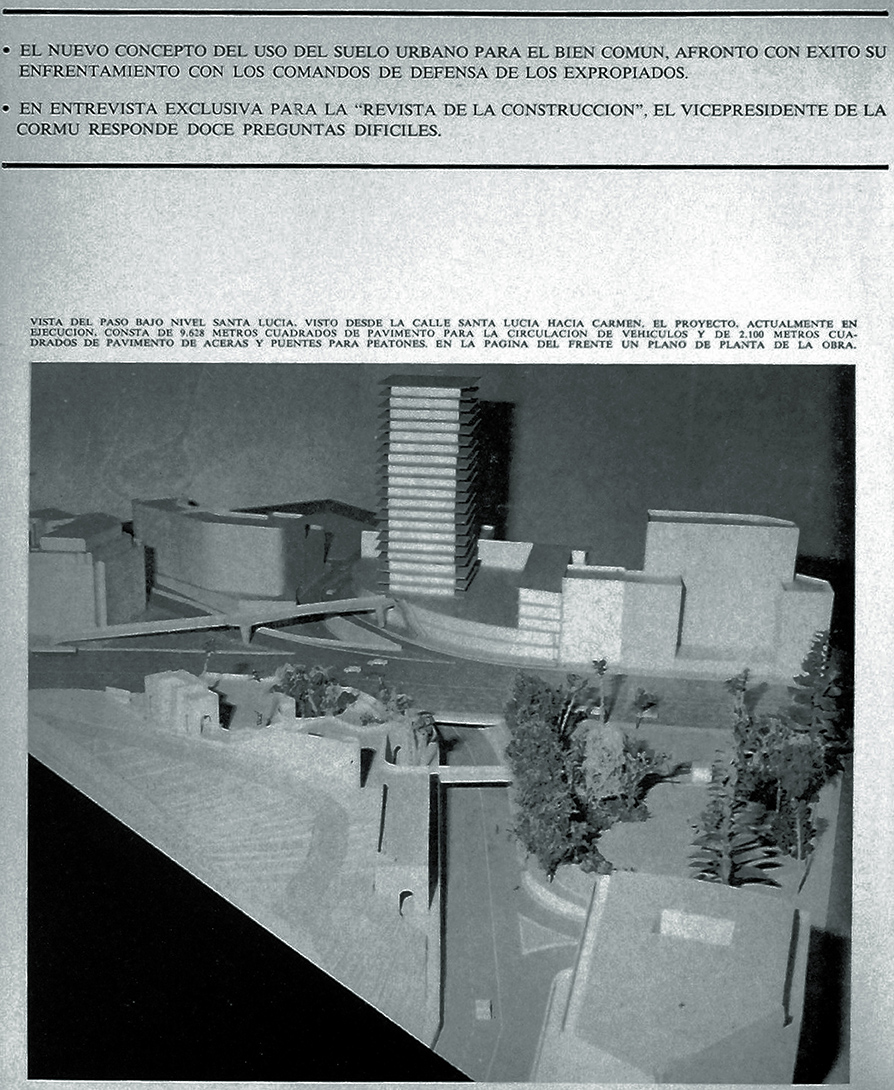 • EL NUEVO CONCEPTO DEL USO DEL SUELO URBANO PARA EL BIEN COMUN, AFRONTO CON EXITO SU
ENFRENTAMIENTO CON LOS COMANDOS DE DEFENSA DE LOS EXPROPIADOS.
• EN ENTREVISTA EXCLUSIVA PARA LA “REVISTA DE LA CONSTRUCCION”, EL VICEPRESIDENTE DE LA
CORMU RESPONDE DOCE PREGUNTAS DIFICILES.
VISTA DEL PASO BAJO NIVEL SANTA LUCIA, VISTO DESDE LA CALLE SANTA LUCIA HACIA CARMEN. EL PROYECTO, ACTUALMENTE EN
EJECUCION, CONSTA DE 9.628 METROS CUADRADOS DE PAVIMENTO PARA LA CIRCULACION DE VEHICULOS Y DE 2.100 METROS CUA-
DRADOS DE PAVIMENTO DE ACERAS Y PUENTES PARA PEATONES. EN LA PAGINA DEL FRENTE UN PLANO DE PLANTA DE LA OBRA.